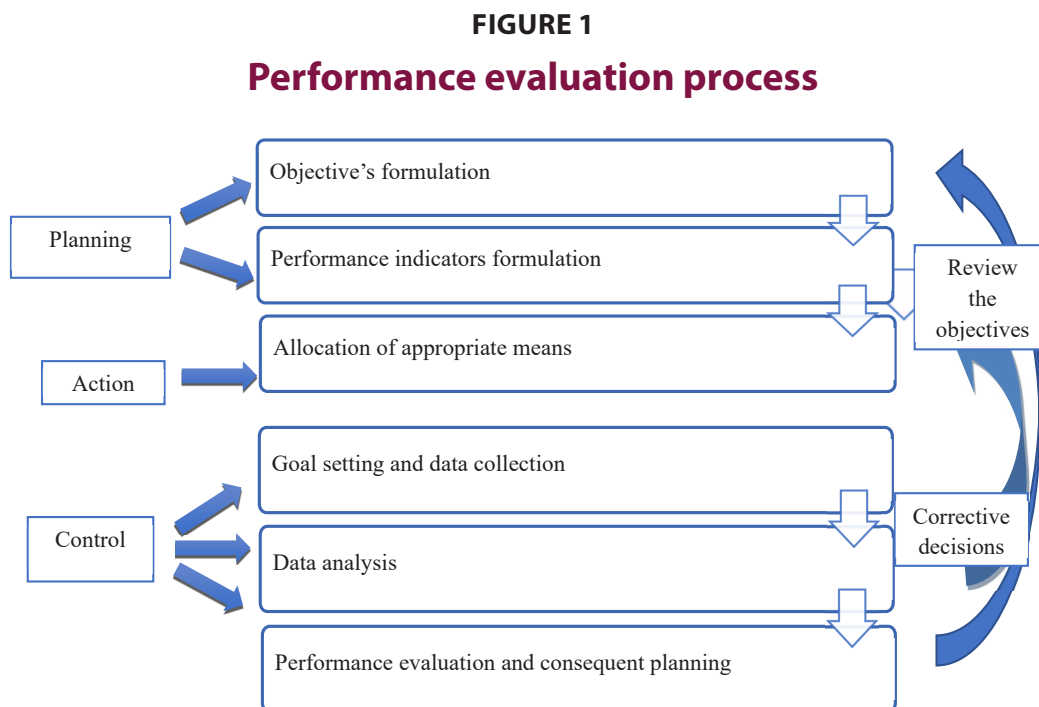 FIGURE 1
Performance evaluation process
Objective’s formulation
Planning
Performance indicators formulation
Review
the
objectives
Allocation of appropriate means
Action
Goal setting and data collection
Control
Corrective
decisions
Data analysis
Performance evaluation and consequent planning